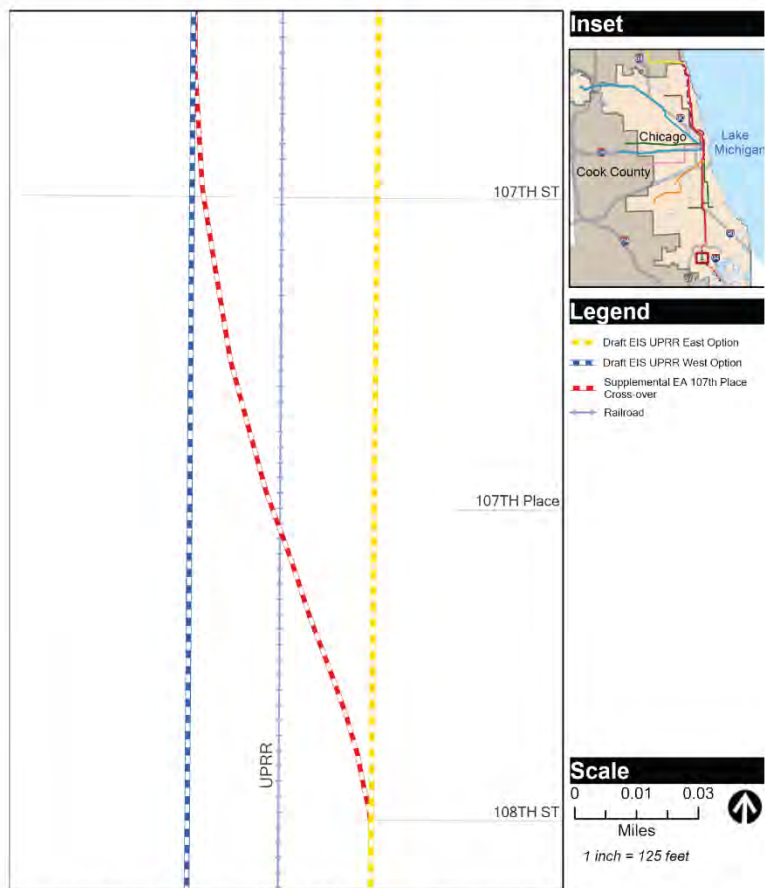 Inset
Chicago
Lake
Michigan
Cook County
107TH ST
Legend
Draft EIS UPRR East Option
Draft EIS UPRR West Option
Supplemental EA 107th Place
Cross-over
Railroad
107TH Place
UPRR
108TH ST
Scale
0 0.01 0.03
Miles
1 inch = 125 feet